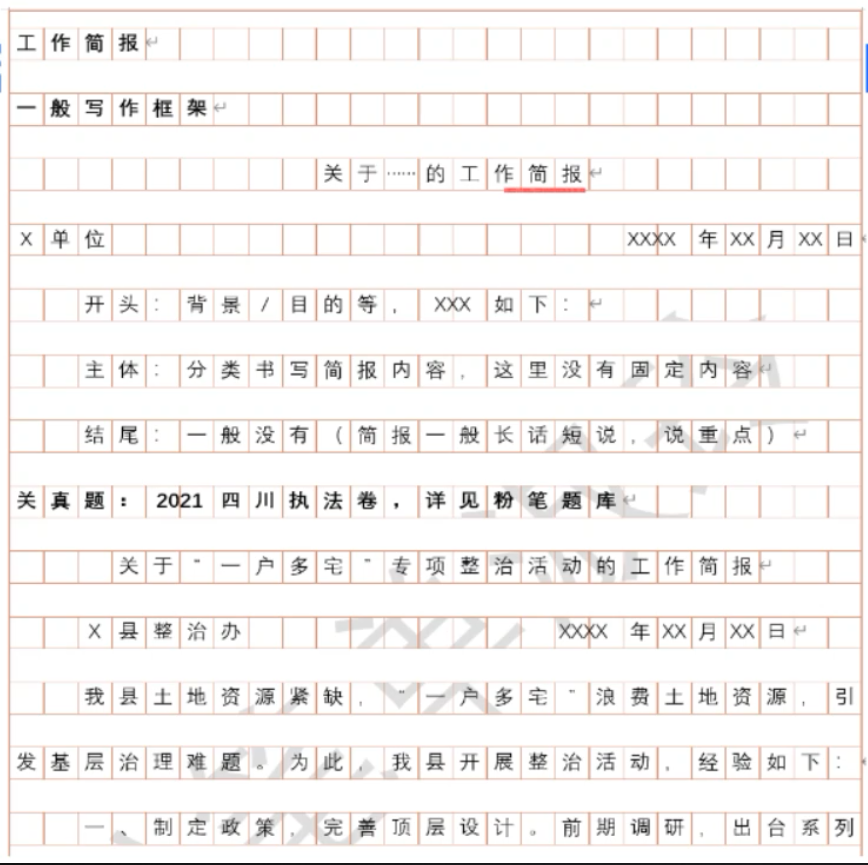 工作简报
一般写作框架
关于……的工作简报
X单位 XXXX年XX月XX日
开头：背景/目的等，XXX如下：
主体：分类书写简报内容，这里没有固定内容
结尾：一般没有（简报一般长话短说，说重点）
关真题：2021四川执法卷，详见粉笔题库
关于“一户多宅”专项整治活动的工作简报
X县整治办 XXXX年XX月XX日
我县土地资源紧缺，“一户多宅”浪费土地资源，引
发基层治理难题。为此，我县开展整治活动，经验如下：
一、制定政策，完善顶层设计。前期调研，出台系列